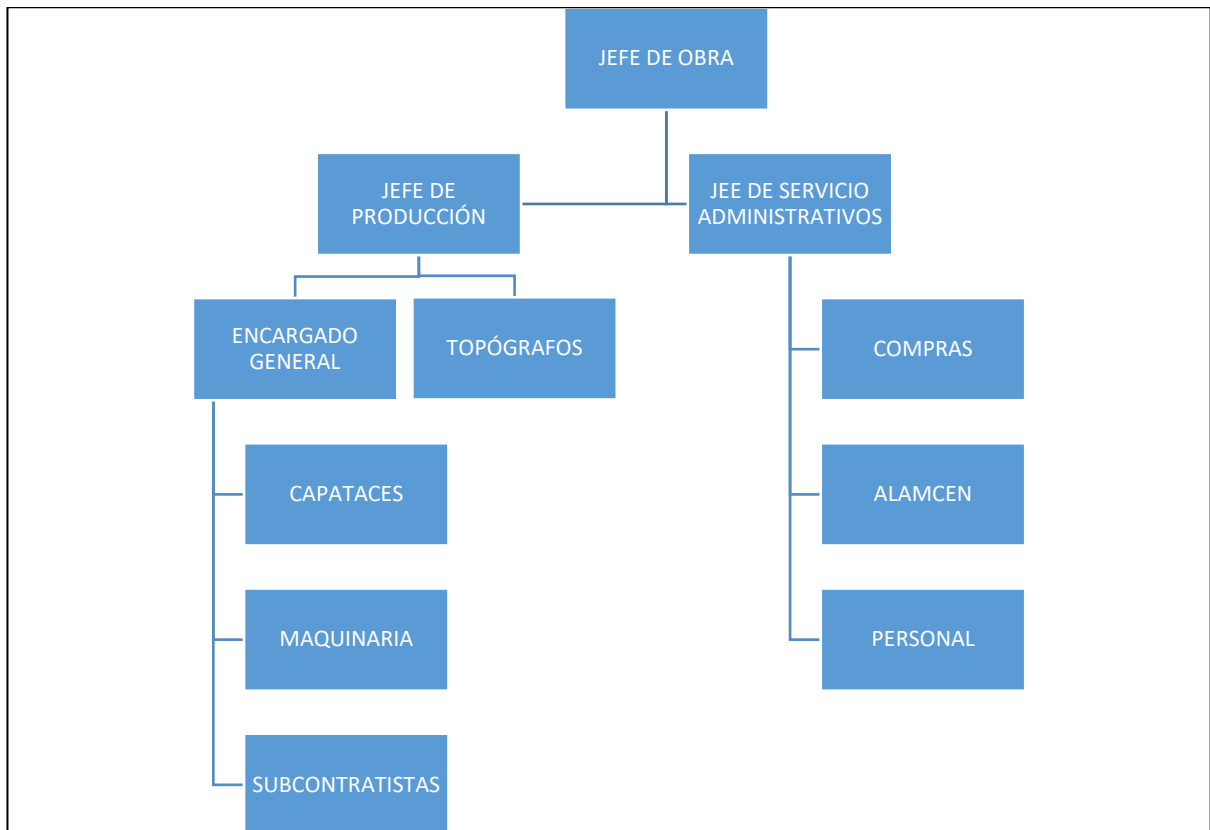 JEFE DE OBRA
JEFE DE
PRODUCCIÓN
JEE DE SERVICIO
ADMINISTRATIVOS
ENCARGADO
GENERAL
TOPÓGRAFOS
COMPRAS
CAPATACES
ALAMCEN
MAQUINARIA
PERSONAL
SUBCONTRATISTAS